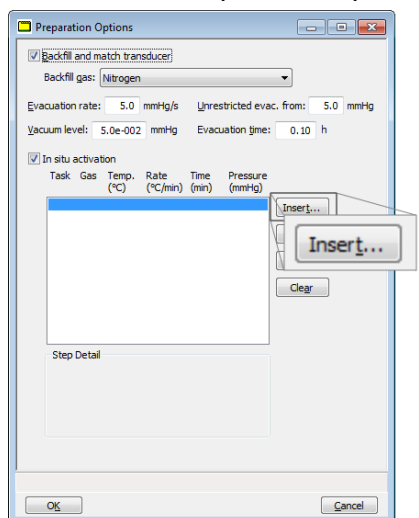 Preparation Options
Backfill and match transducer
Backfill gas: Nitrogen
Evacuation rate: 5.0 mmHg/s Unrestricted evac. from: 5.0 mmHg
Vacuum level: 5.0e-002 mmHg Evacuation time: 0.10 h
In situ activation
Task Gas Temp. Rate Time Pressure
(°C) (°C/min) (min) (mmHg)
Insert...
Insert...
Clear
Step Detail
OK Cancel